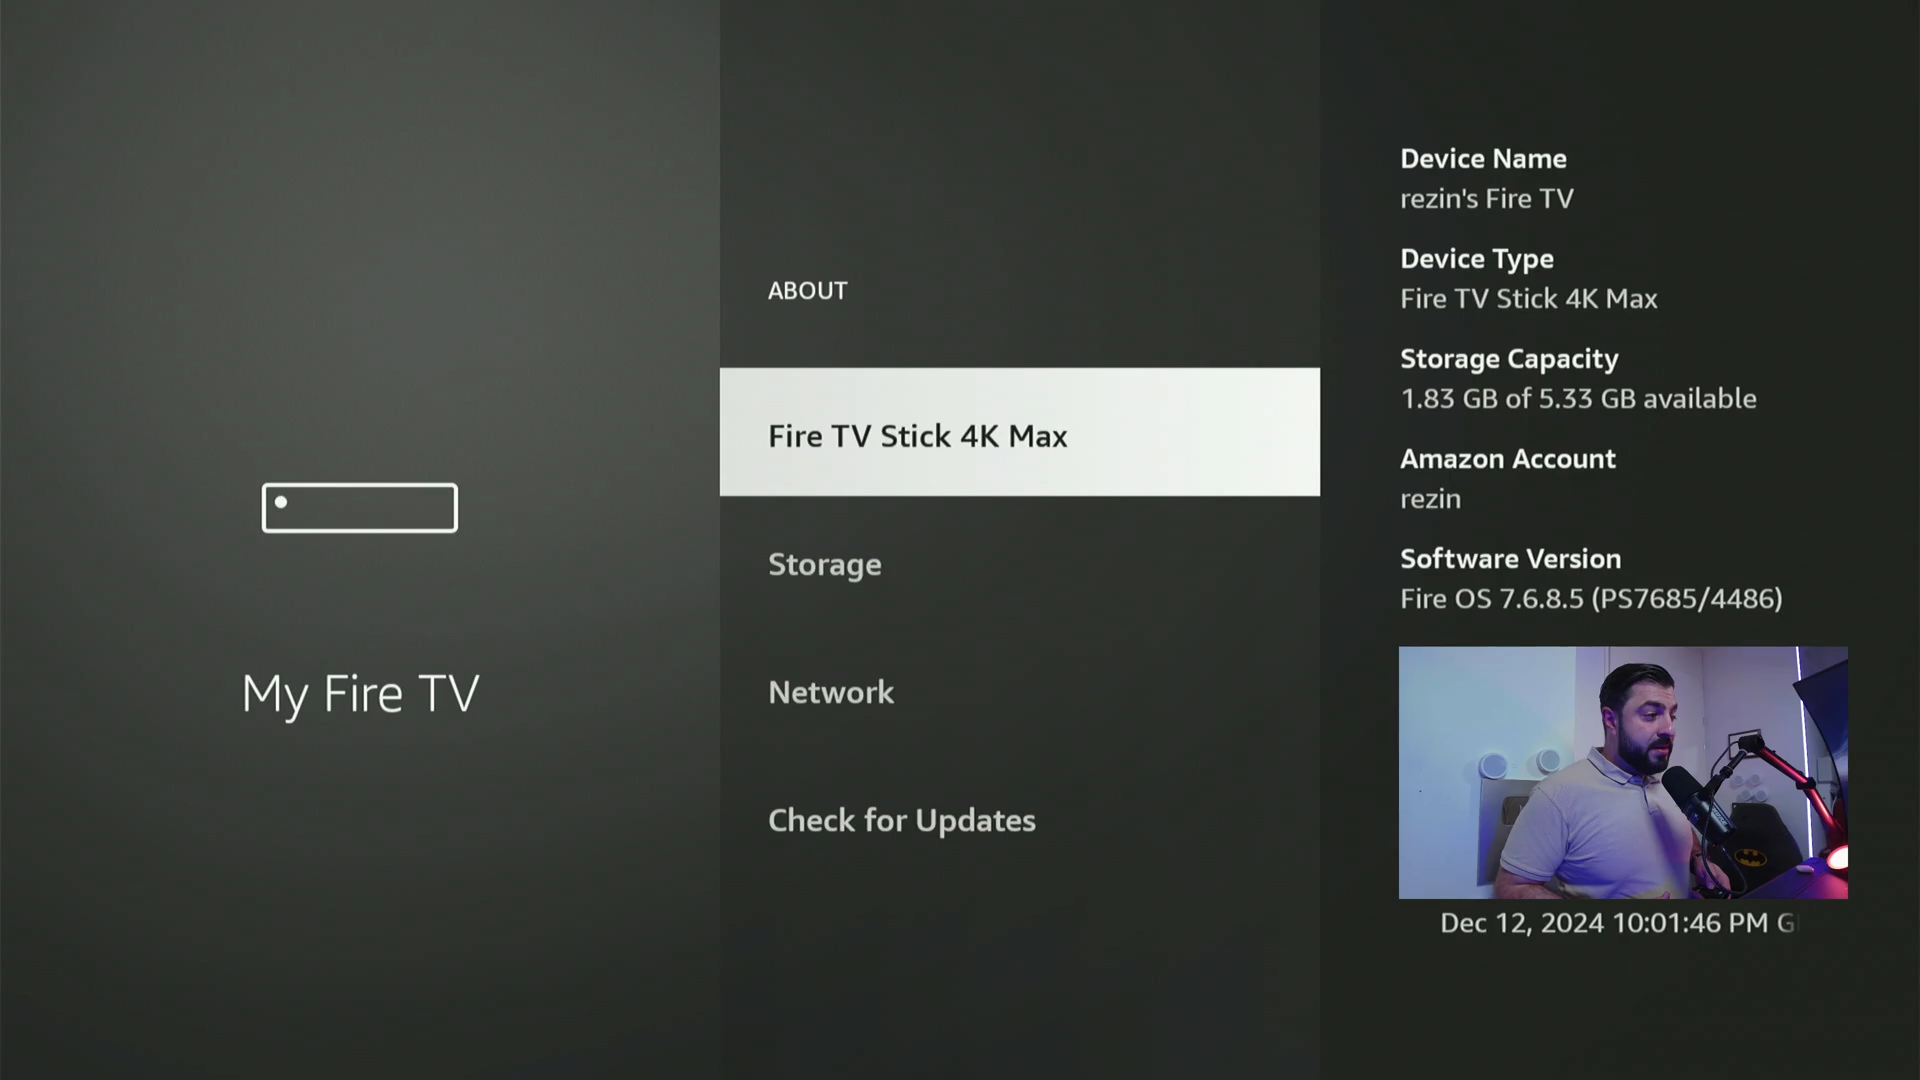 My Fire TV
ABOUT
Fire TV Stick 4K Max
Storage
Network
Check for Updates
Device Name
rezin's Fire TV
Device Type
Fire TV Stick 4K Max
Storage Capacity
1.83 GB of 5.33 GB available
Amazon Account
rezin
Software Version
Fire OS 7.6.8.5 (PS7685/4486)
Dec 12, 2024 10:01:46 PM G